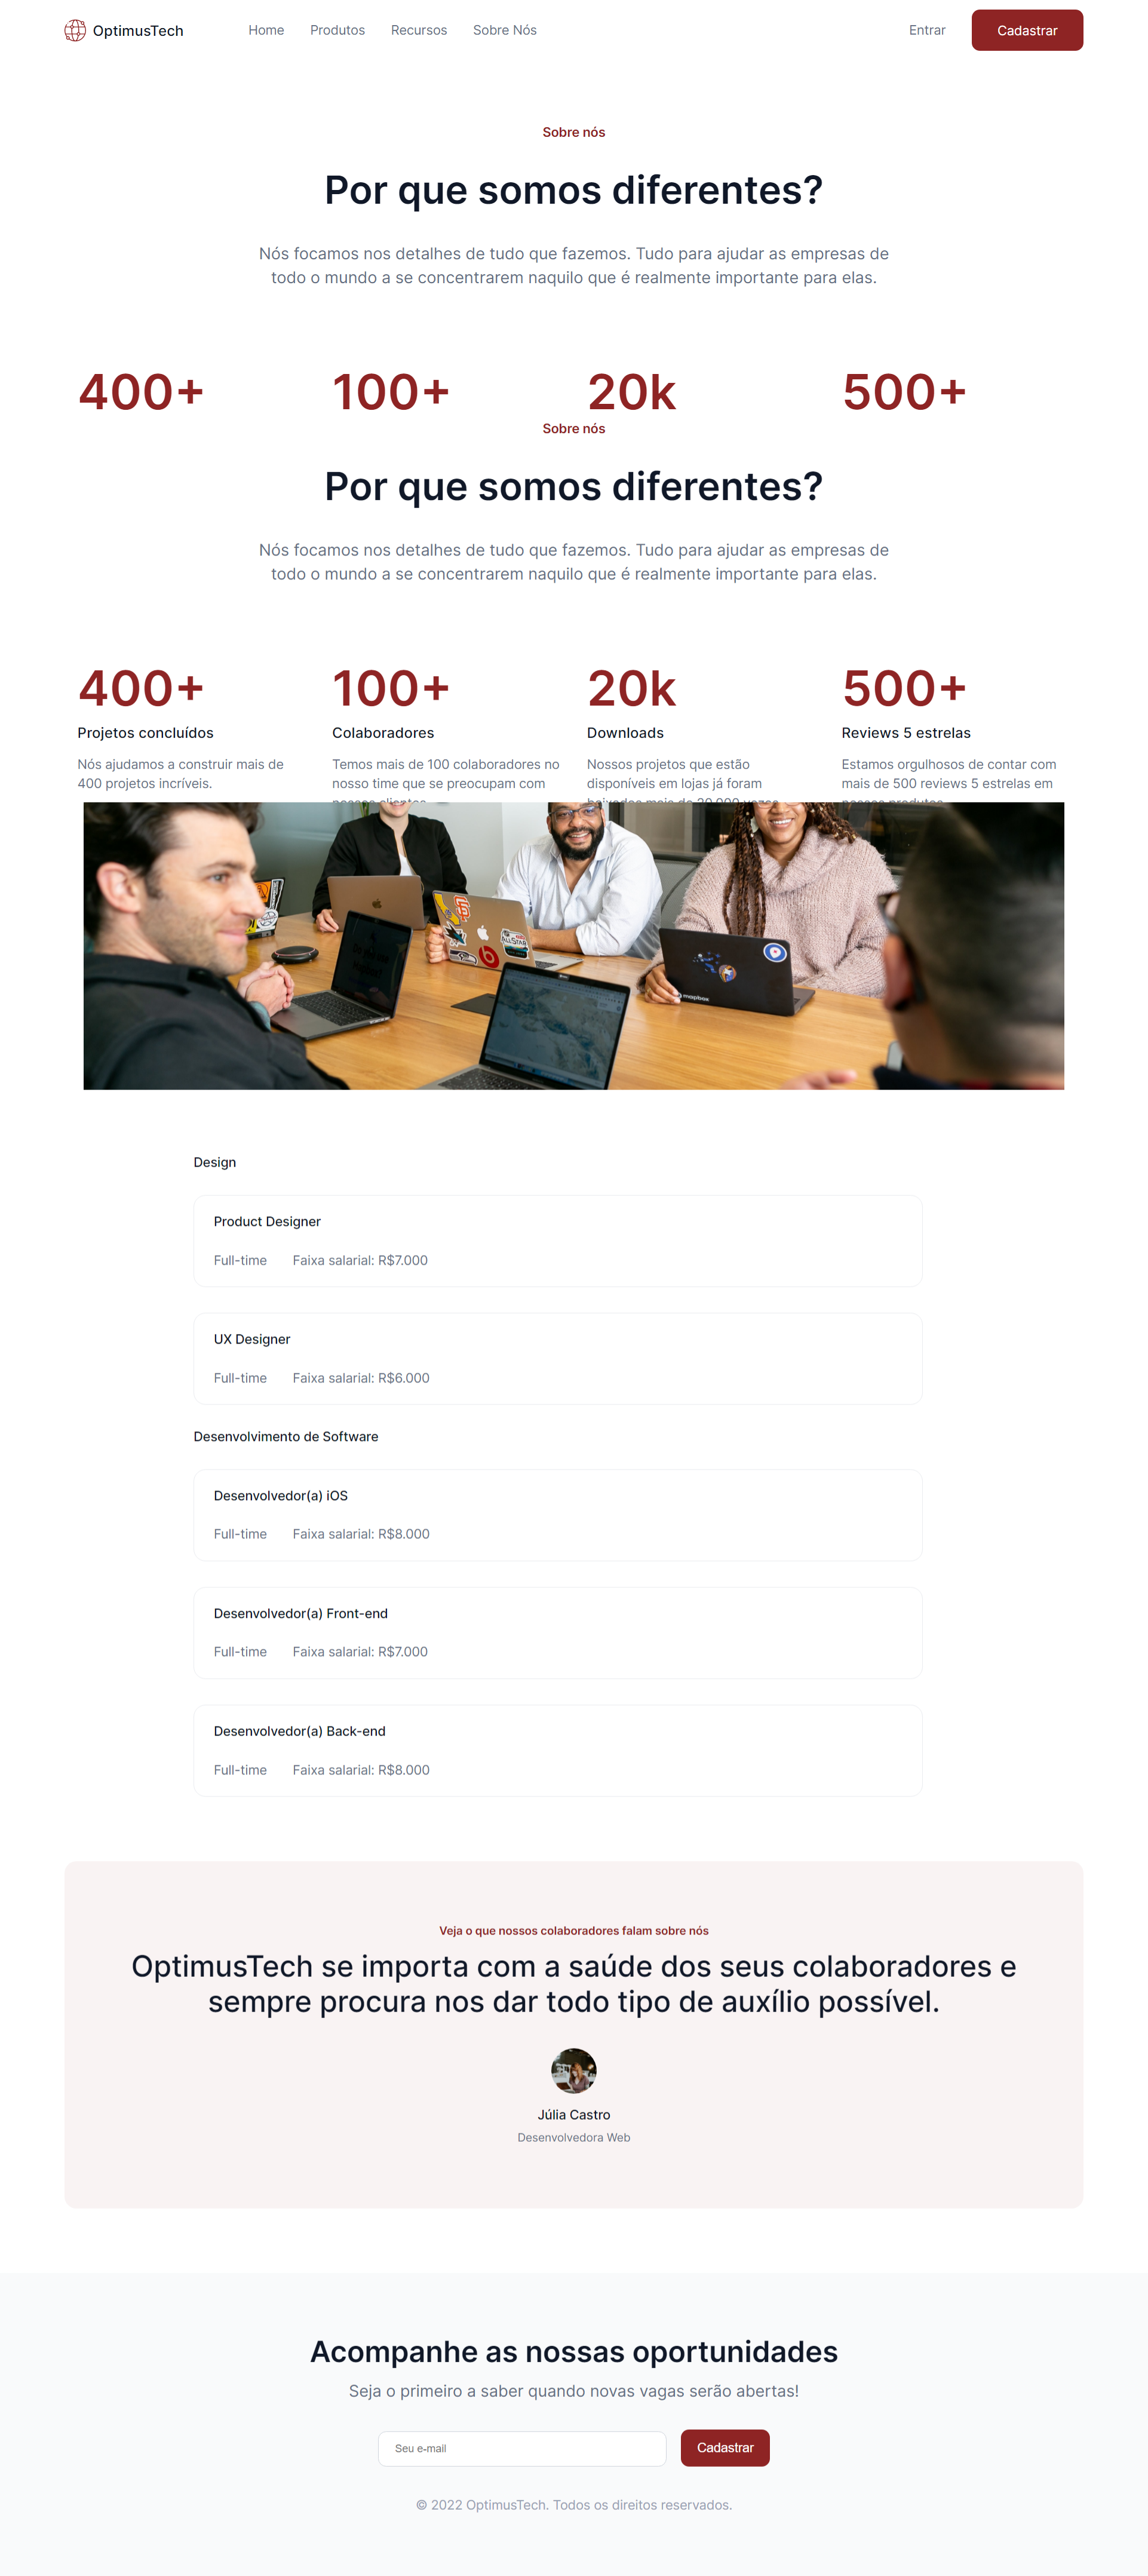 OptimusTech
Home Produtos Recursos Sobre Nós
Entrar Cadastrar
Sobre nós
Por que somos diferentes?
Nós focamos nos detalhes de tudo que fazemos. Tudo para ajudar as empresas de
todo o mundo a se concentrarem naquilo que é realmente importante para elas.
400+ 100+ 20k 500+
Sobre nós
Por que somos diferentes?
Nós focamos nos detalhes de tudo que fazemos. Tudo para ajudar as empresas de
todo o mundo a se concentrarem naquilo que é realmente importante para elas.
400+
Projetos concluídos
Nós ajudamos a construir mais de
400 projetos incríveis.
100+
Colaboradores
Temos mais de 100 colaboradores no
nosso time que se preocupam com
20k
Downloads
Nossos projetos que estão
disponíveis em lojas já foram
baixados mais de 20.000 vezes
500+
Reviews 5 estrelas
Estamos orgulhosos de contar com
mais de 500 reviews 5 estrelas em
ALL STAR
mapbox
Design
Product Designer
Full-time Faixa salarial: R$7.000
UX Designer
Full-time Faixa salarial: R$6.000
Desenvolvimento de Software
Desenvolvedor(a) iOS
Full-time Faixa salarial: R$8.000
Desenvolvedor(a) Front-end
Full-time Faixa salarial: R$7.000
Desenvolvedor(a) Back-end
Full-time Faixa salarial: R$8.000
Veja o que nossos colaboradores falam sobre nós
OptimusTech se importa com a saúde dos seus colaboradores e
sempre procura nos dar todo tipo de auxílio possível.
Júlia Castro
Desenvolvedora Web
Acompanhe as nossas oportunidades
Seja o primeiro a saber quando novas vagas serão abertas!
Seu e-mail Cadastrar
© 2022 OptimusTech. Todos os direitos reservados.